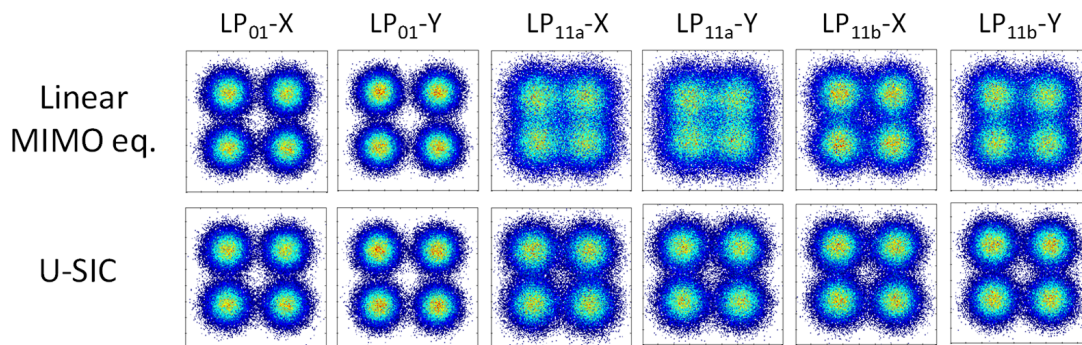 LP01-X LP01-Y LP11a-X LP11a-Y LP11b-X LP11b-Y
Linear
MIMO eq.
U-SIC